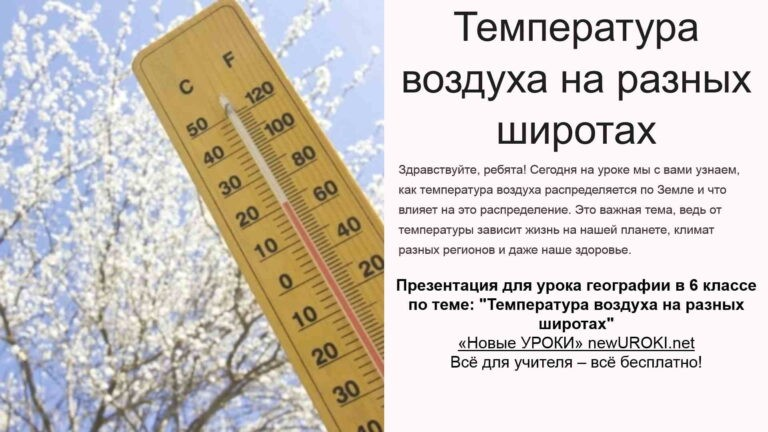 C F
120
50
100
40
80
30
60
20
40
10
20
0
10
20
30
40
Температура
воздуха на разных
широтах
Здравствуйте, ребята! Сегодня на уроке мы с вами узнаем,
как температура воздуха распределяется по Земле и что
влияет на это распределение. Это важная тема, ведь от
температуры зависит жизнь на нашей планете, климат
разных регионов и даже наше здоровье.
Презентация для урока географии в 6 классе
по теме: "Температура воздуха на разных
широтах"
«Новые УРОКИ» newUROKI.net
Всё для учителя – всё бесплатно!